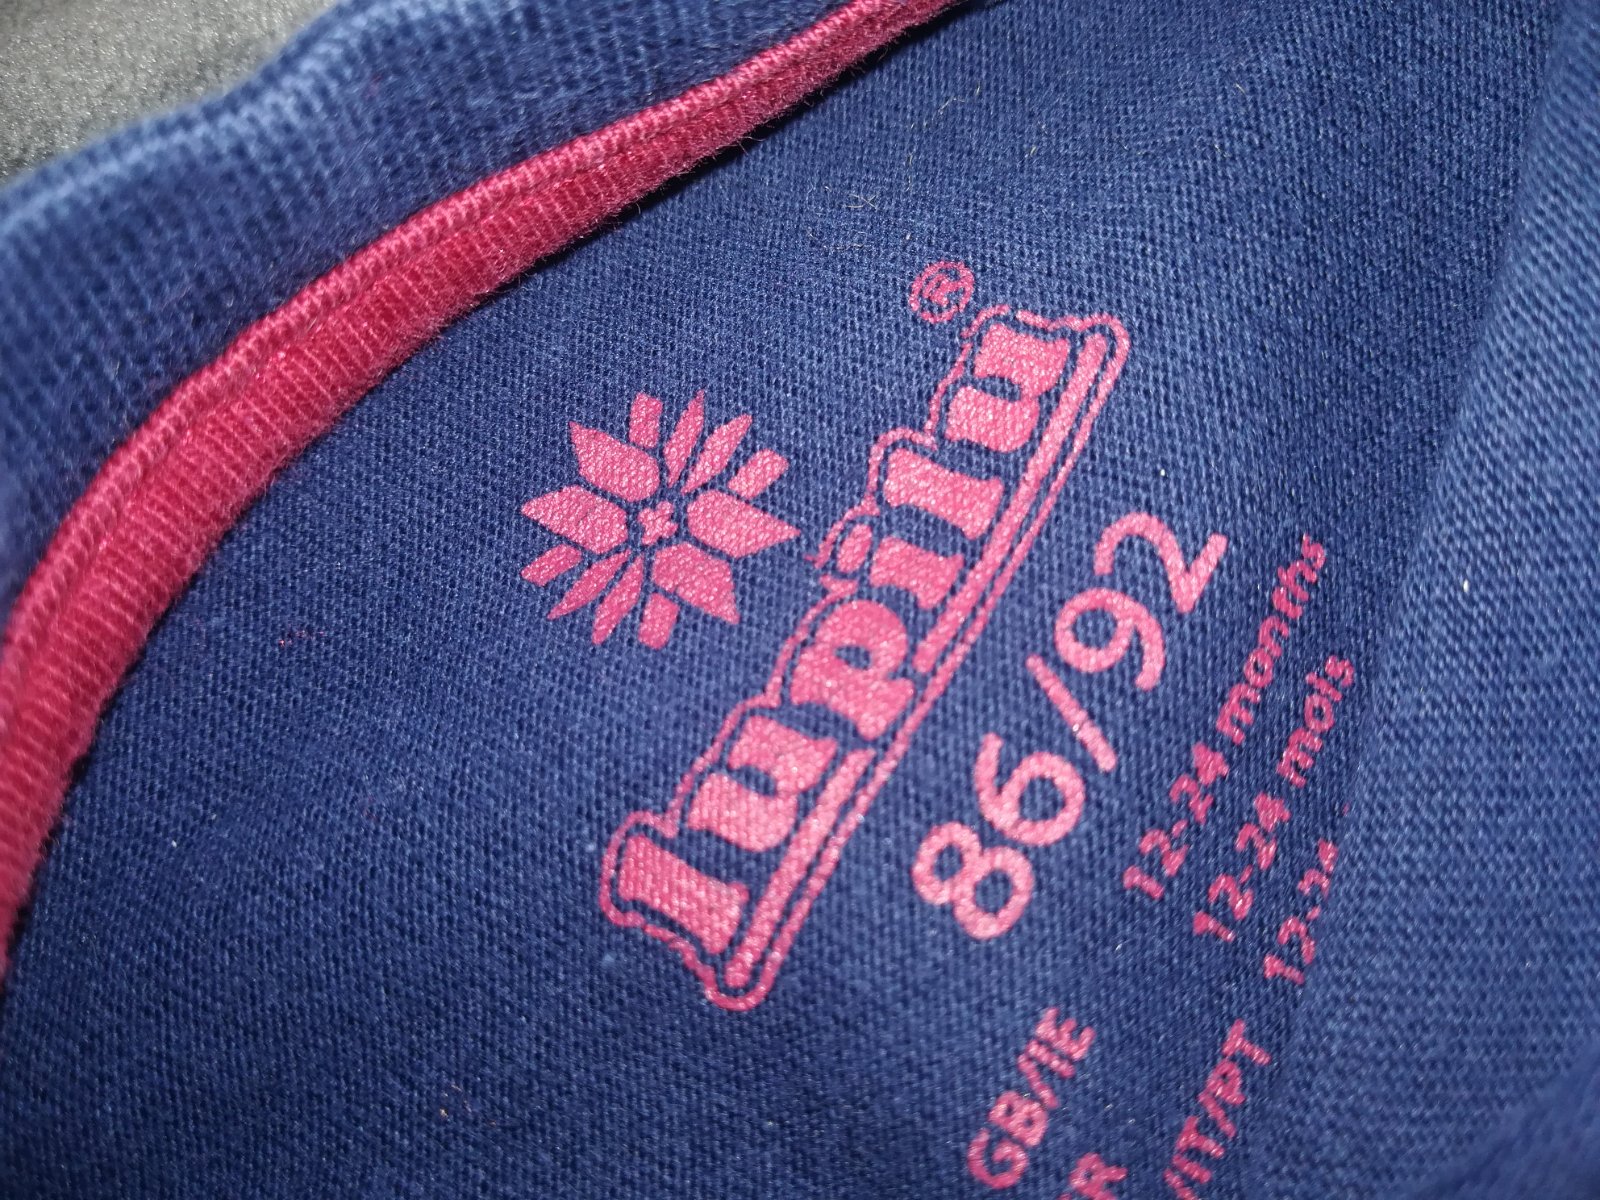 lupilu®
86/92
GB/IE 12-24 months
12-24 mois
/IT/PT